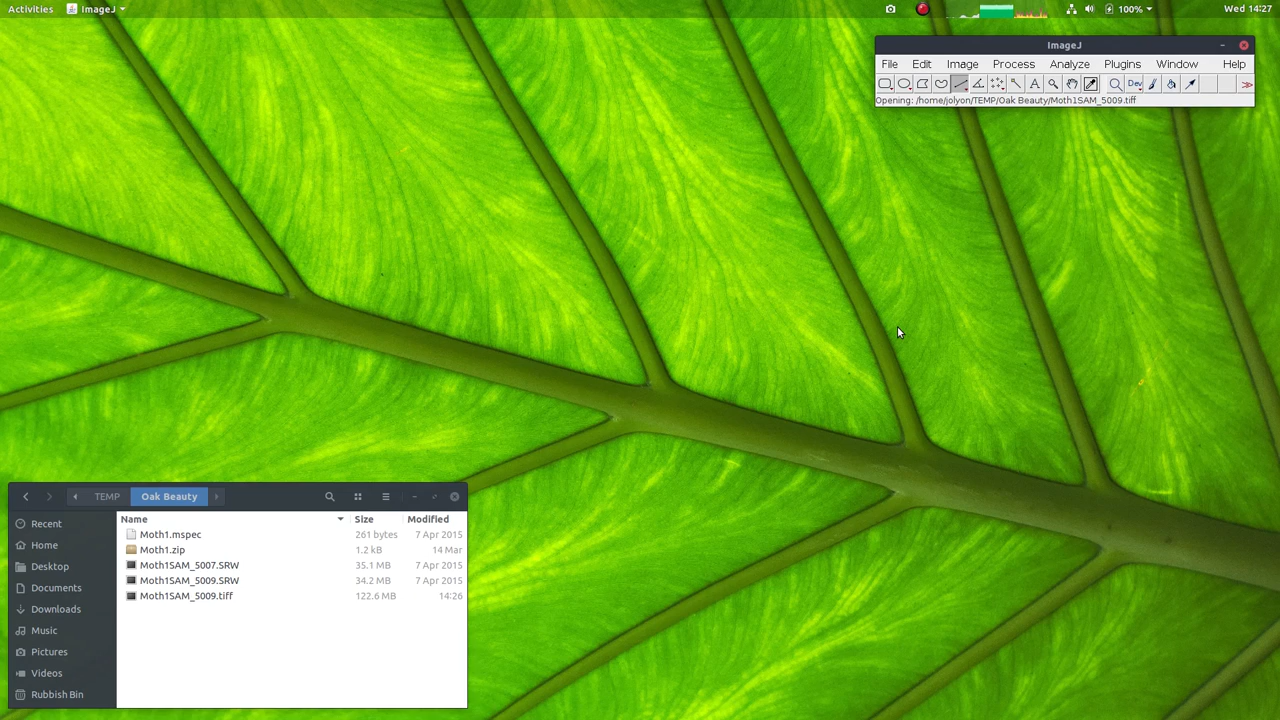 Activities ImageJ 100% Wed 14:27
ImageJ
File Edit Image Process Analyze Plugins Window Help
A Dev
Opening: /home/jolyon/TEMP/Oak Beauty/Moth1SAM_5009.tiff
TEMP Oak Beauty
Name Size Modified
Recent
Home
Desktop
Documents
Downloads
Music
Pictures
Videos
Rubbish Bin
Moth1.mspec 261 bytes 7 Apr 2015
Moth1.zip 1.2 kB 14 Mar
Moth1SAM_5007.SRW 35.1 MB 7 Apr 2015
Moth1SAM_5009.SRW 34.2 MB 7 Apr 2015
Moth1SAM_5009.tiff 122.6 MB 14:26